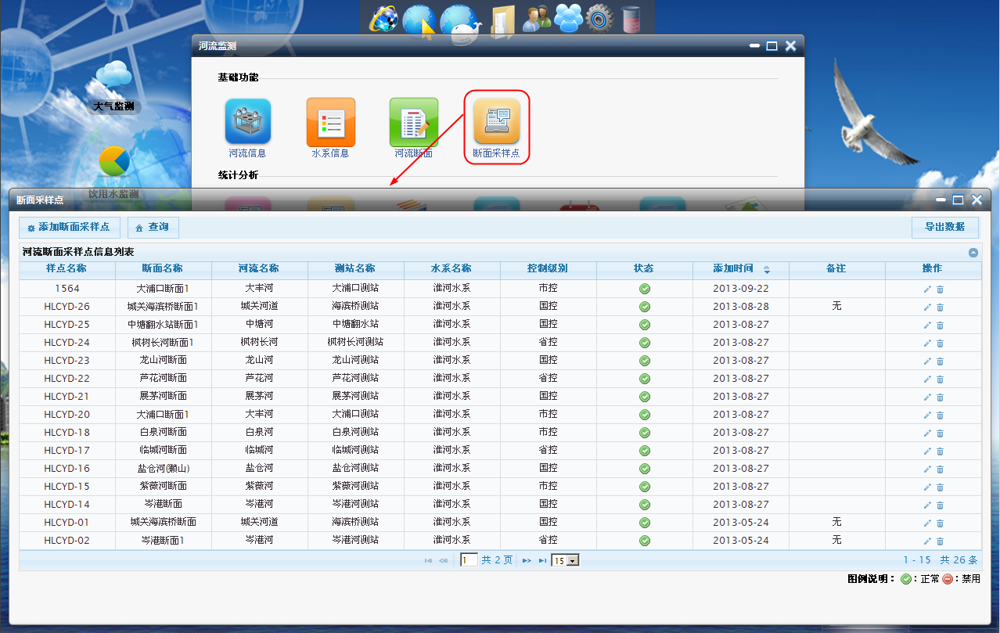 河流监测
大气监测
饮用水监测
基础功能
河流信息 水系信息 河流断面 断面采样点
统计分析
断面采样点
添加断面采样点 查询 导出数据
河流断面采样点信息列表
样点名称 断面名称 河流名称 测站名称 水系名称 控制级别 状态 添加时间 备注 操作
1564 大浦口断面1 大丰河 大浦口测站 淮河水系 市控 2013-09-22
HLCYD-26 城关海滨桥断面1 城关河道 海滨桥测站 淮河水系 国控 2013-08-28 无
HLCYD-25 中塘翻水站断面1 中塘河 中塘翻水站 淮河水系 国控 2013-08-27
HLCYD-24 枫树长河断面1 枫树长河 枫树长河测站 淮河水系 省控 2013-08-27
HLCYD-23 龙山河断面 龙山河 龙山河测站 淮河水系 国控 2013-08-27
HLCYD-22 芦花河断面 芦花河 芦花河测站 淮河水系 省控 2013-08-27
HLCYD-21 展茅河断面 展茅河 展茅河测站 淮河水系 国控 2013-08-27
HLCYD-20 大浦口断面1 大丰河 大浦口测站 淮河水系 市控 2013-08-27
HLCYD-18 白泉河断面 白泉河 白泉河测站 淮河水系 市控 2013-08-27
HLCYD-17 临城河断面 临城河 临城河测站 淮河水系 省控 2013-08-27
HLCYD-16 盐仓河(獭山) 盐仓河 盐仓河测站 淮河水系 国控 2013-08-27
HLCYD-15 紫薇河断面 紫薇河 紫薇河测站 淮河水系 市控 2013-08-27
HLCYD-14 岑港断面 岑港河 岑港河测站 淮河水系 国控 2013-08-27
HLCYD-01 城关海滨桥断面 城关河道 海滨桥测站 淮河水系 国控 2013-05-24 无
HLCYD-02 岑港断面1 岑港河 岑港河测站 淮河水系 省控 2013-05-24 无
1 共 2 页 15 1 - 15 共 26 条
图例说明：：正常：禁用